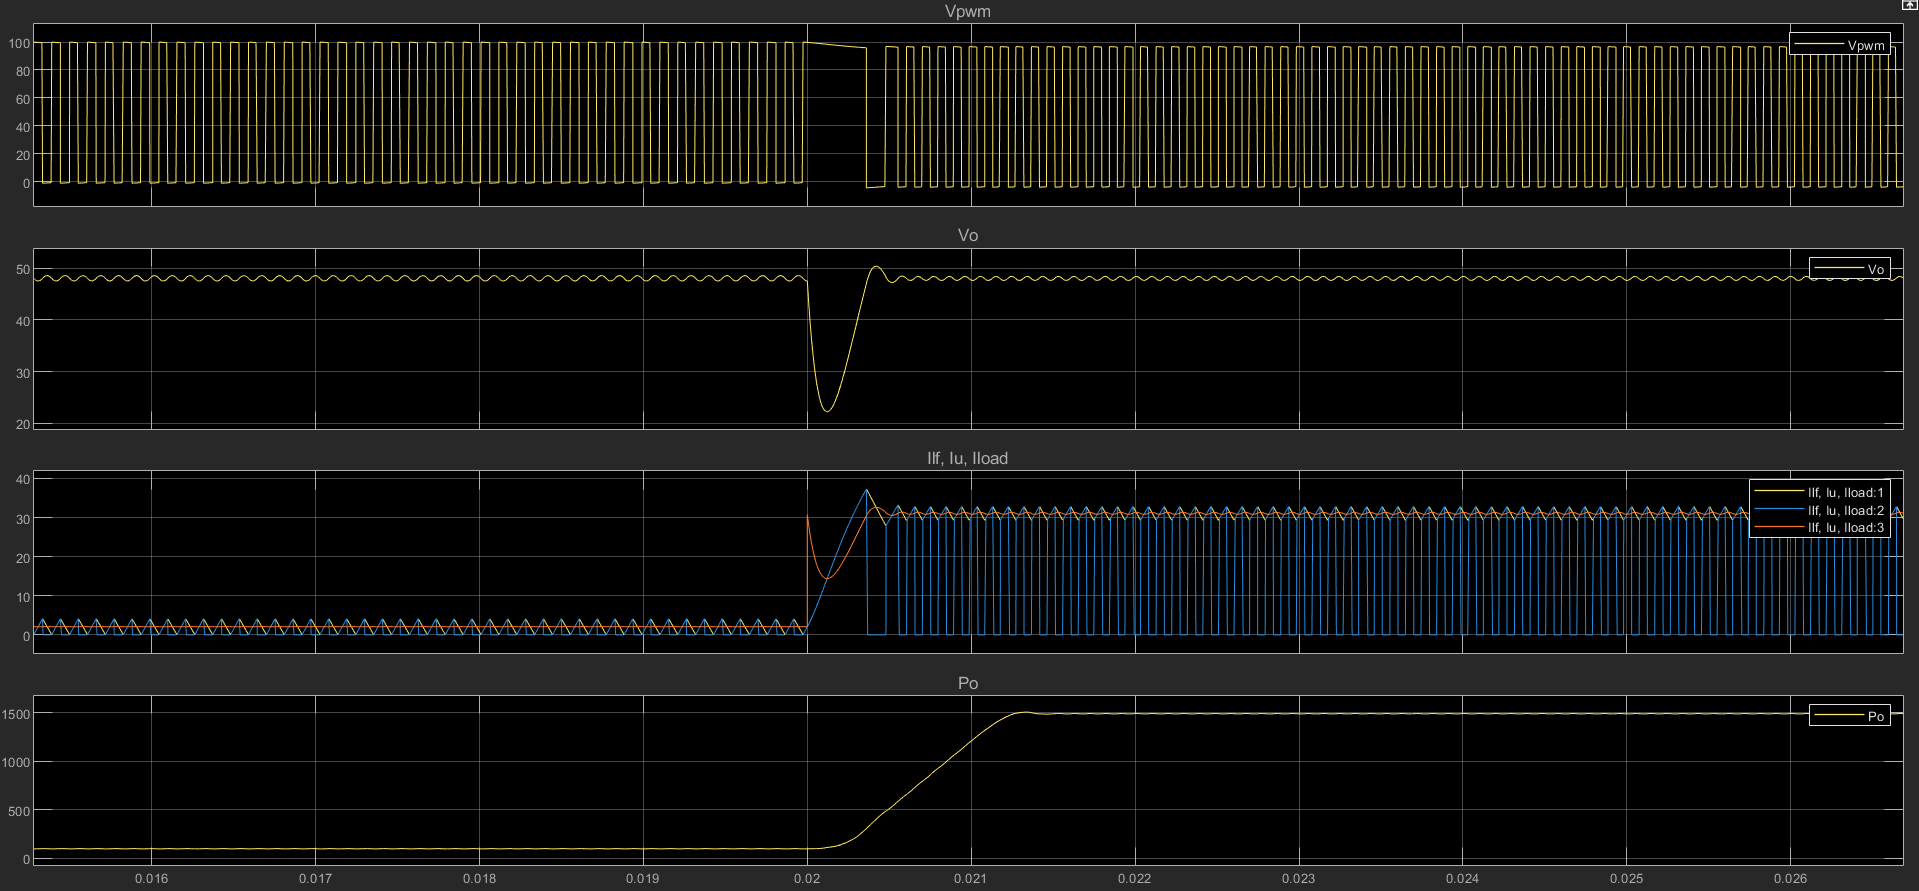 Vpwm
100
80
60
40
20
0
Vpwm
Vo
50
40
30
20
Vo
Ilf, Iu, Iload
40
30
20
10
0
Ilf, Iu, Iload:1
Ilf, Iu, Iload:2
Ilf, Iu, Iload:3
Po
1500
1000
500
0
Po
0.016 0.017 0.018 0.019 0.02 0.021 0.022 0.023 0.024 0.025 0.026